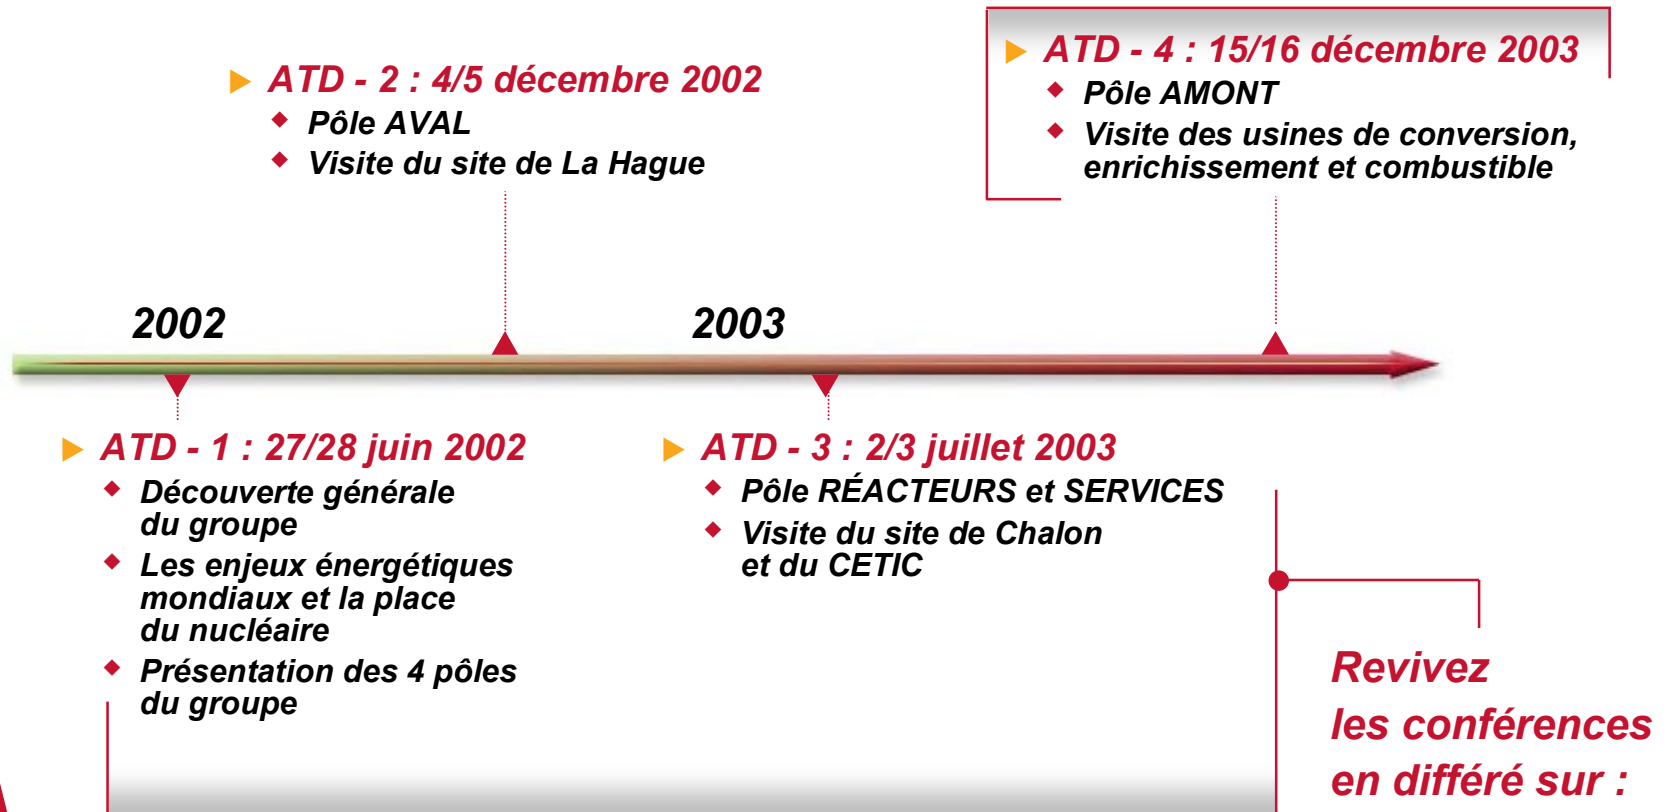 ATD - 2 : 4/5 décembre 2002
Pôle AVAL
Visite du site de La Hague
ATD - 4 : 15/16 décembre 2003
Pôle AMONT
Visite des usines de conversion,
enrichissement et combustible
2002
2003
ATD - 1 : 27/28 juin 2002
Découverte générale
du groupe
Les enjeux énergétiques
mondiaux et la place
du nucléaire
Présentation des 4 pôles
du groupe
ATD - 3 : 2/3 juillet 2003
Pôle RÉACTEURS et SERVICES
Visite du site de Chalon
et du CETIC
Revivez
les conférences
en différé sur :